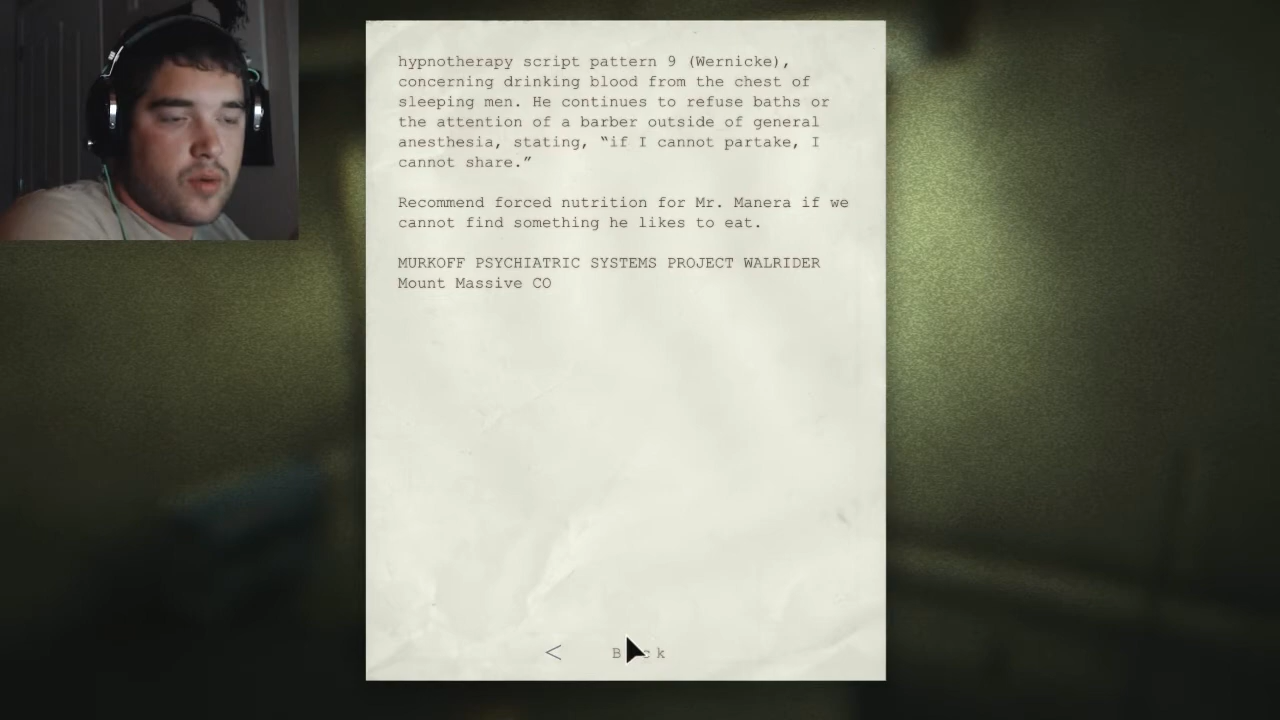 hypnotherapy script pattern 9 (Wernicke),
concerning drinking blood from the chest of
sleeping men. He continues to refuse baths or
the attention of a barber outside of general
anesthesia, stating, “if I cannot partake, I
cannot share.”
Recommend forced nutrition for Mr. Manera if we
cannot find something he likes to eat.
MURKOFF PSYCHIATRIC SYSTEMS PROJECT WALRIDER
Mount Massive CO
< Back